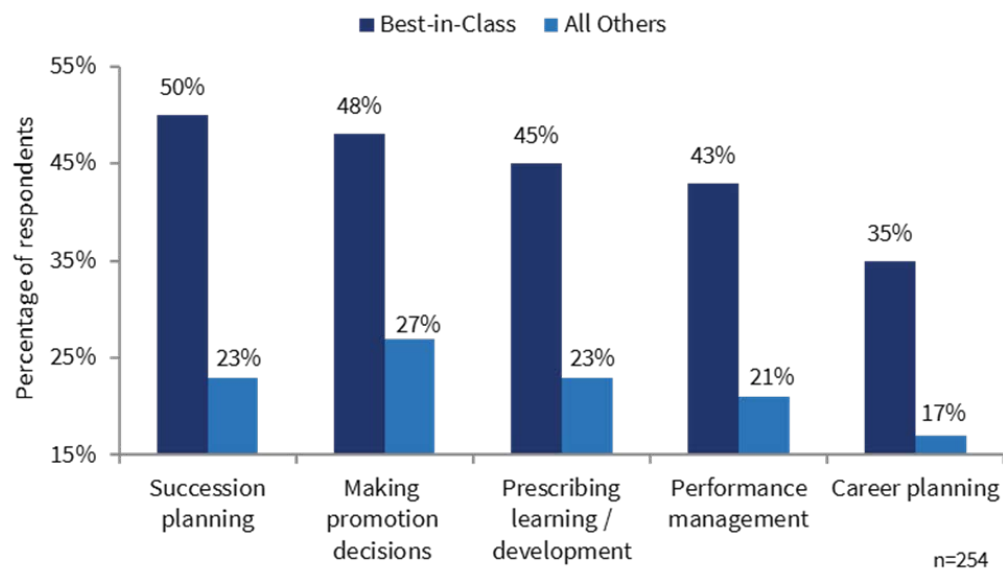 Best-in-Class All Others
Percentage of respondents
55%
45%
35%
25%
15%
50%
23%
48%
27%
45%
23%
43%
21%
35%
17%
Succession
planning
Making
promotion
decisions
Prescribing
learning /
development
Performance
management
Career planning
n=254